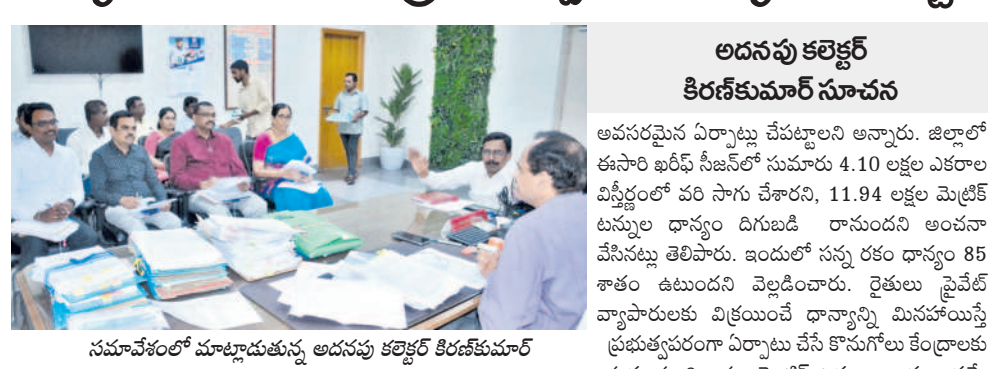 అదనపు కలెక్టర్
కిరణ్‌కుమార్ సూచన
అవసరమైన ఏర్పాట్లు చేపట్టాలని అన్నారు. జిల్లాలో
ఈసారి ఖరీఫ్ సీజన్‌లో సుమారు 4.10 లక్షల ఎకరాల
విస్తీర్ణంలో వరి సాగు చేశారని, 11.94 లక్షల మెట్రిక్
టన్నుల ధాన్యం దిగుబడి రానుందని అంచనా
వేసినట్లు తెలిపారు. ఇందులో సన్న రకం ధాన్యం 85
శాతం ఉటుందని వెల్లడించారు. రైతులు ప్రైవేట్
వ్యాపారులకు విక్రయించే ధాన్యాన్ని మినహాయిస్తే
ప్రభుత్వపరంగా ఏర్పాటు చేసే కొనుగోలు కేంద్రాలకు
సమావేశంలో మాట్లాడుతున్న అదనపు కలెక్టర్ కిరణ్‌కుమార్